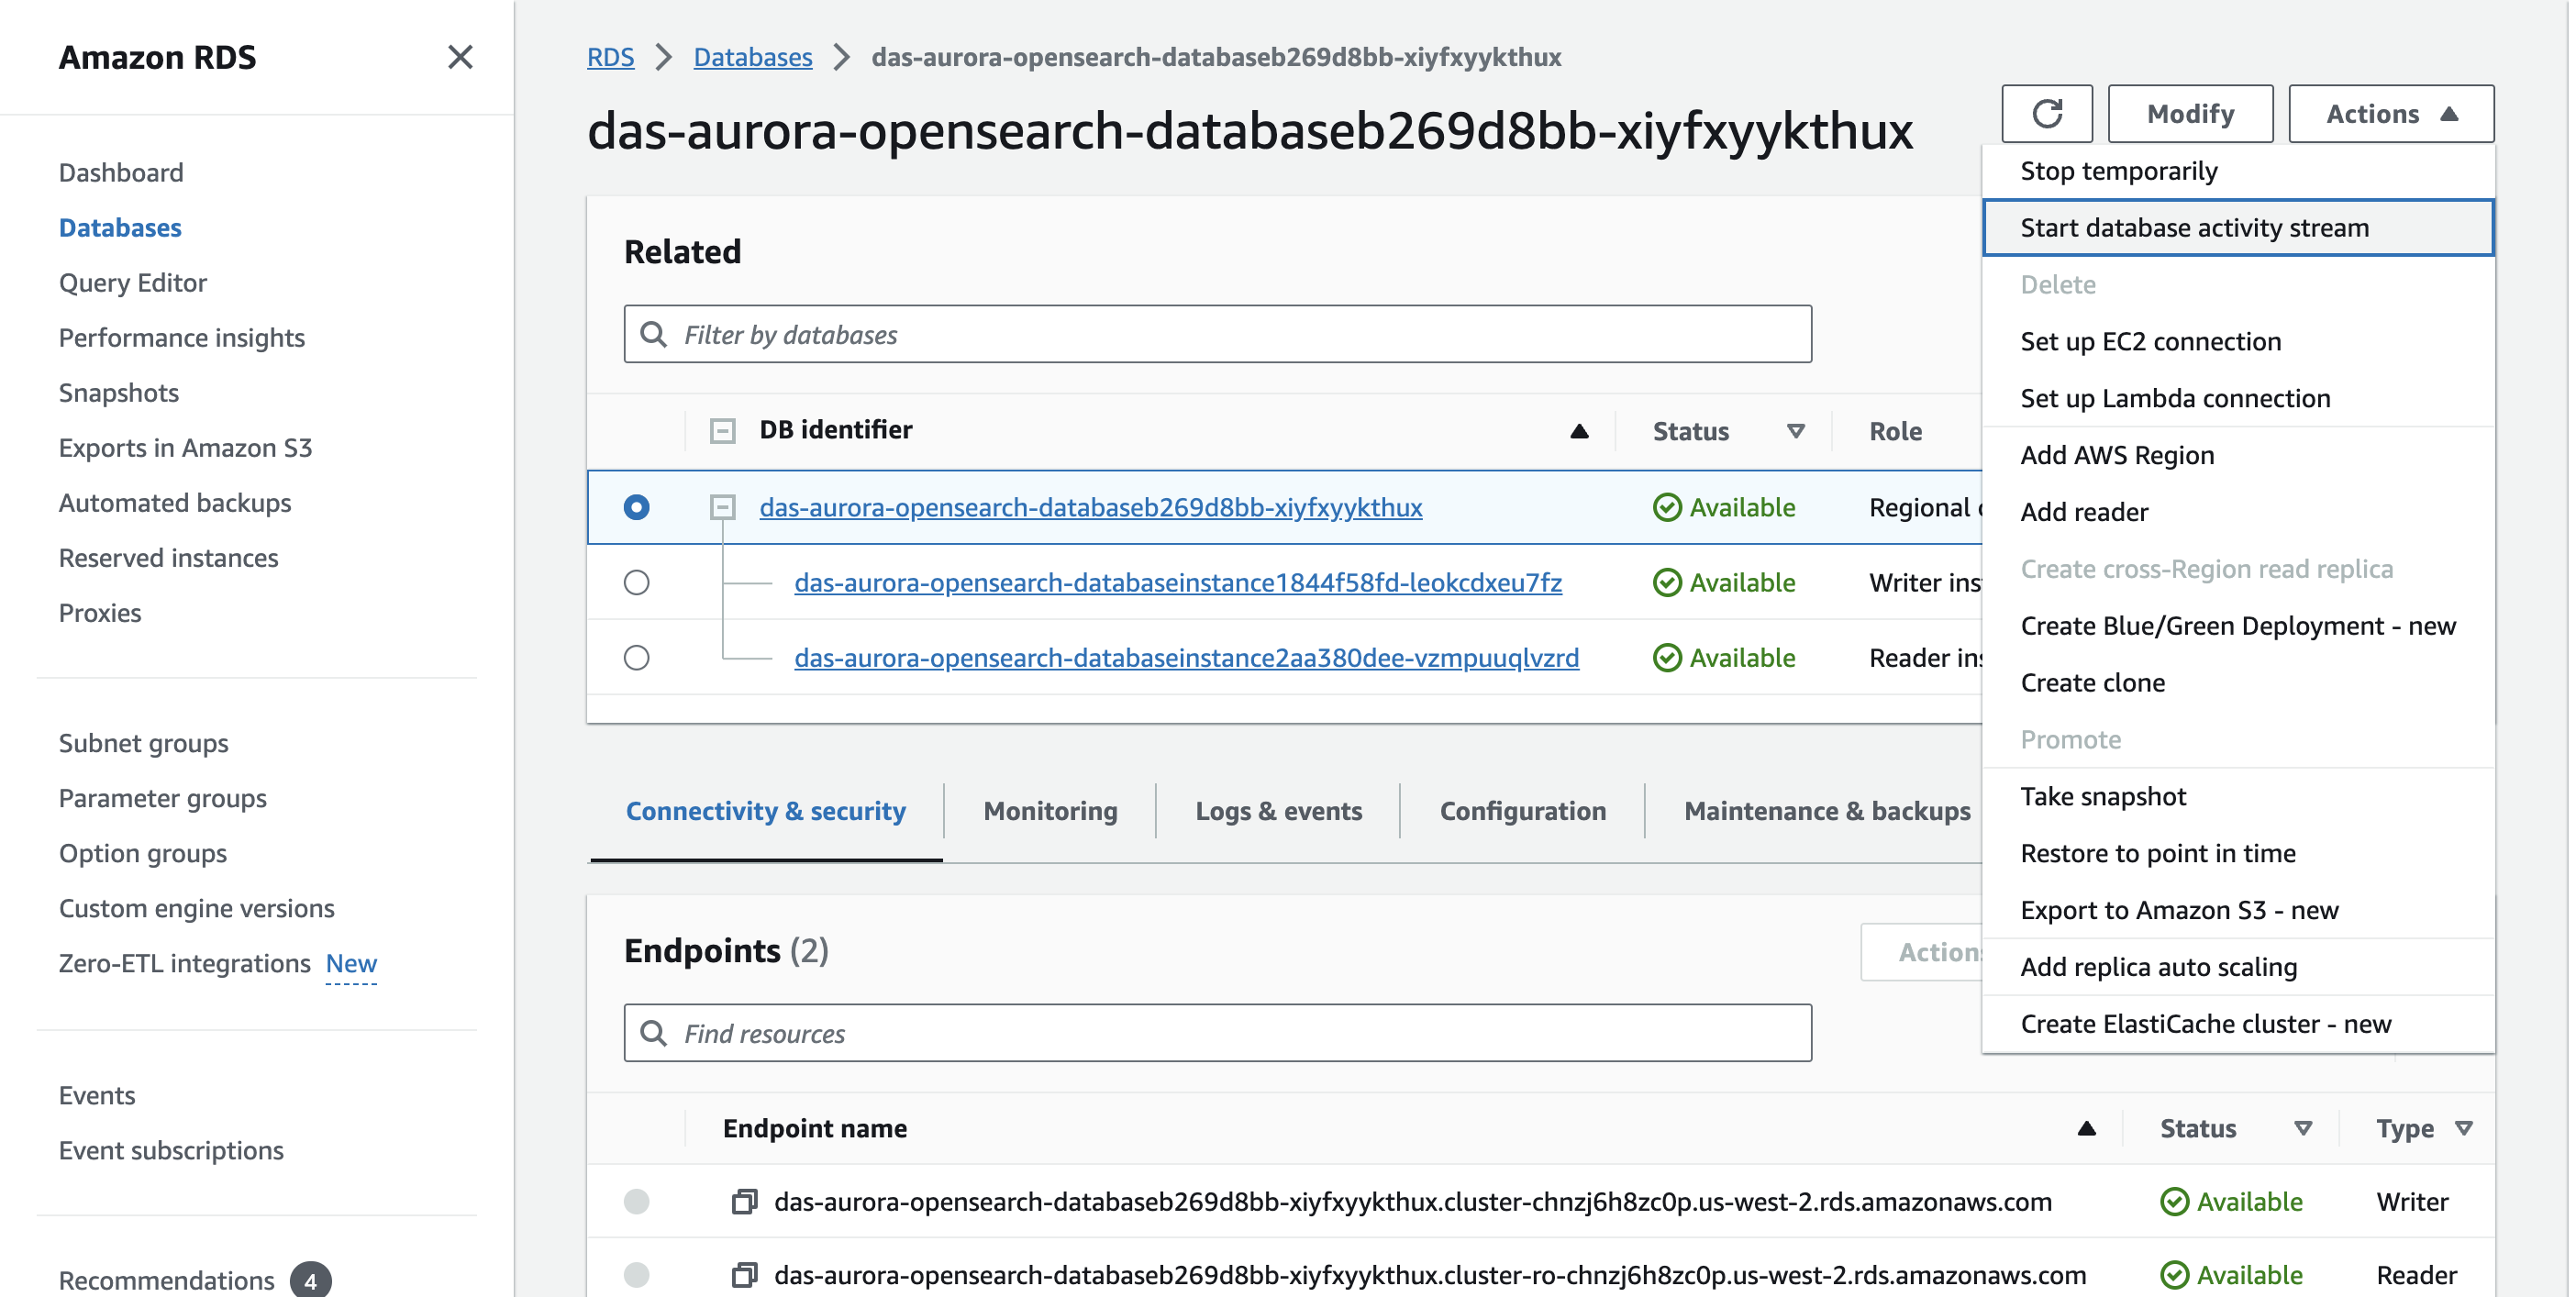 Amazon RDS
Dashboard
Databases
Query Editor
Performance insights
Snapshots
Exports in Amazon S3
Automated backups
Reserved instances
Proxies
Subnet groups
Parameter groups
Option groups
Custom engine versions
Zero-ETL integrations New
Events
Event subscriptions
Recommendations 4
RDS Databases das-aurora-opensearch-databaseb269d8bb-xiyfxyykthux
das-aurora-opensearch-databaseb269d8bb-xiyfxyykthux
Modify
Actions
Stop temporarily
Start database activity stream
Delete
Set up EC2 connection
Set up Lambda connection
Add AWS Region
Add reader
Create cross-Region read replica
Create Blue/Green Deployment - new
Create clone
Promote
Take snapshot
Restore to point in time
Export to Amazon S3 - new
Add replica auto scaling
Create ElastiCache cluster - new
Related
Filter by databases
DB identifier Status Role
das-aurora-opensearch-databaseb269d8bb-xiyfxyykthux Available Regional
das-aurora-opensearch-databaseinstance1844f58fd-leokcdxeu7fz Available Writer ins
das-aurora-opensearch-databaseinstance2aa380dee-vzmpuuqlvzrd Available Reader ins
Connectivity & security
Monitoring
Logs & events
Configuration
Maintenance & backups
Endpoints (2)
Actions
Find resources
Endpoint name Status Type
das-aurora-opensearch-databaseb269d8bb-xiyfxyykthux.cluster-chnzj6h8zc0p.us-west-2.rds.amazonaws.com Available Writer
das-aurora-opensearch-databaseb269d8bb-xiyfxyykthux.cluster-ro-chnzj6h8zc0p.us-west-2.rds.amazonaws.com Available Reader